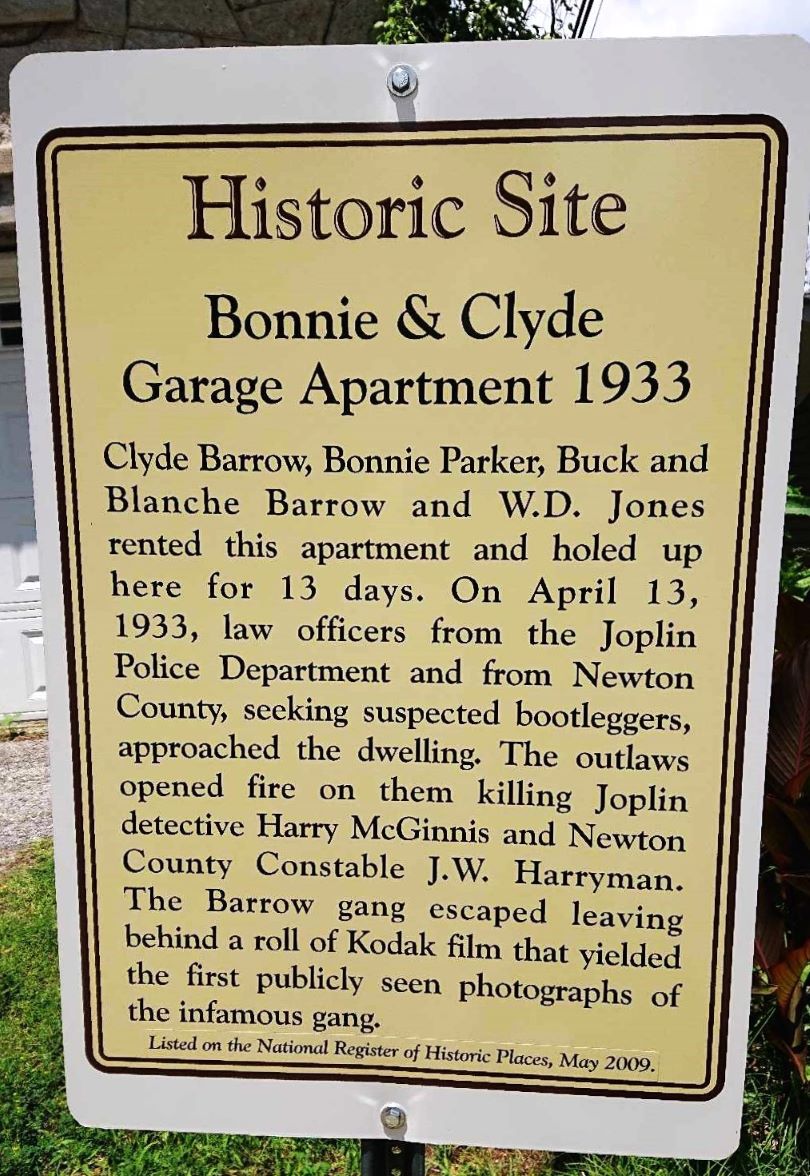 Historic Site
Bonnie & Clyde
Garage Apartment 1933
Clyde Barrow, Bonnie Parker, Buck and
Blanche Barrow and W.D. Jones
rented this apartment and holed up
here for 13 days. On April 13,
1933, law officers from the Joplin
Police Department and from Newton
County, seeking suspected bootleggers,
approached the dwelling. The outlaws
opened fire on them killing Joplin
detective Harry McGinnis and Newton
County Constable J.W. Harryman.
The Barrow gang escaped leaving
behind a roll of Kodak film that yielded
the first publicly seen photographs of
the infamous gang.
Listed on the National Register of Historic Places, May 2009.